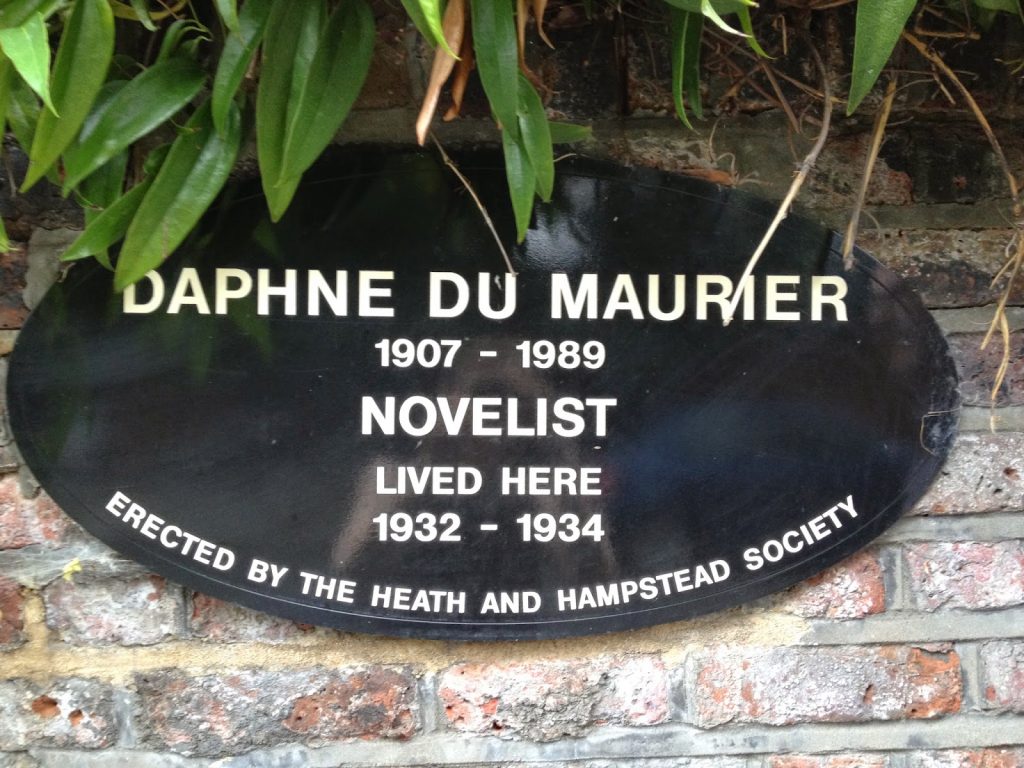 DAPHNE DU MAURIER
1907 - 1989
NOVELIST
LIVED HERE
1932 - 1934
ERECTED BY THE HEATH AND HAMPSTEAD SOCIETY